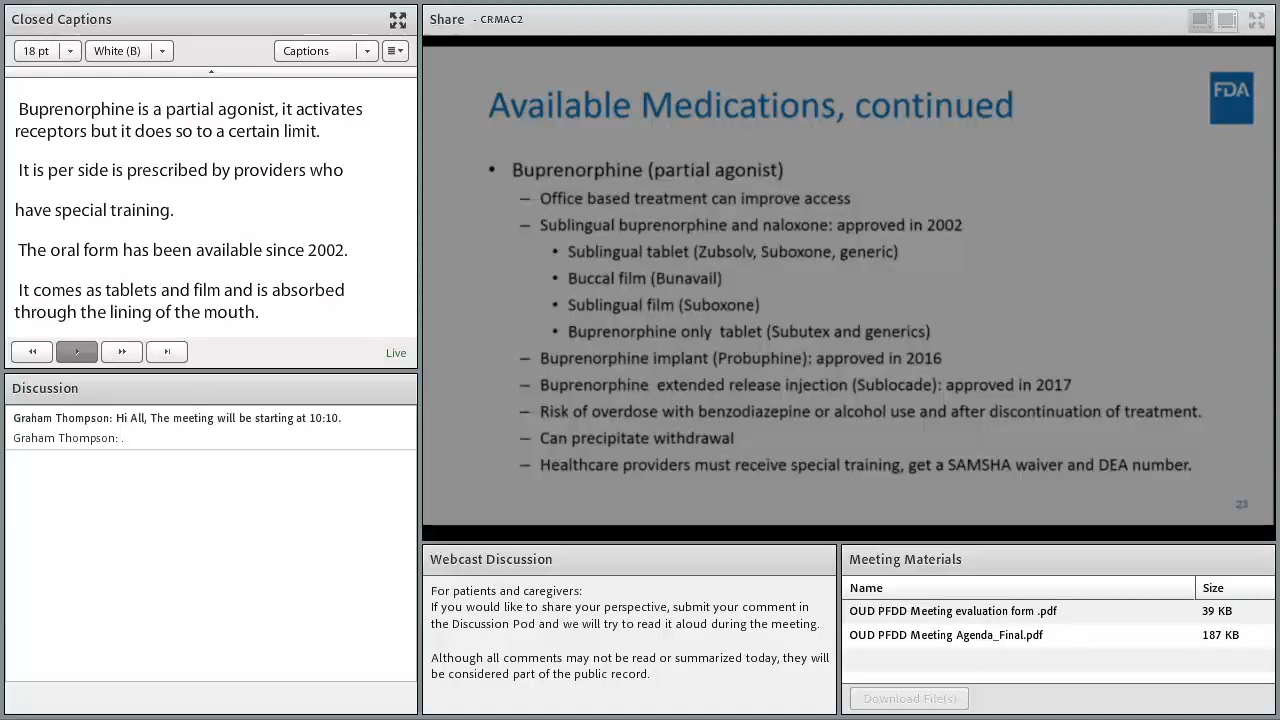 Closed Captions
18 pt
White (B)
Captions
Buprenorphine is a partial agonist, it activates
receptors but it does so to a certain limit.
It is per side is prescribed by providers who
have special training.
The oral form has been available since 2002.
It comes as tablets and film and is absorbed
through the lining of the mouth.
Live
Discussion
Graham Thompson: Hi All, The meeting will be starting at 10:10.
Graham Thompson: .
Share - CRMAC2
Available Medications, continued
FDA
• Buprenorphine (partial agonist)
– Office based treatment can improve access
– Sublingual buprenorphine and naloxone: approved in 2002
• Sublingual tablet (Zubsolv, Suboxone, generic)
• Buccal film (Bunavail)
• Sublingual film (Suboxone)
• Buprenorphine only tablet (Subutex and generics)
– Buprenorphine implant (Probuphine): approved in 2016
– Buprenorphine extended release injection (Sublocade): approved in 2017
– Risk of overdose with benzodiazepine or alcohol use and after discontinuation of treatment.
– Can precipitate withdrawal
– Healthcare providers must receive special training, get a SAMSHA waiver and DEA number.
23
Webcast Discussion
For patients and caregivers:
If you would like to share your perspective, submit your comment in
the Discussion Pod and we will try to read it aloud during the meeting.
Although all comments may not be read or summarized today, they will
be considered part of the public record.
Meeting Materials
Name Size
OUD PFDD Meeting evaluation form .pdf 39 KB
OUD PFDD Meeting Agenda_Final.pdf 187 KB
Download File(s)